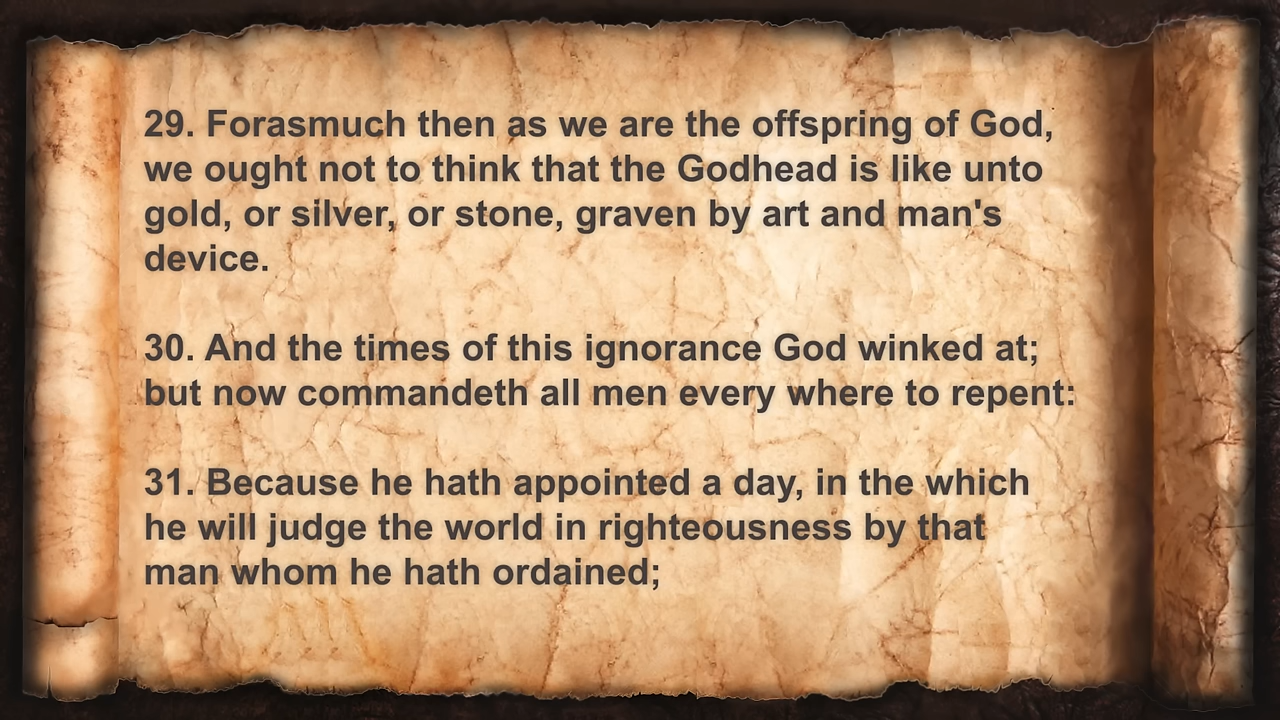 29. Forasmuch then as we are the offspring of God,
we ought not to think that the Godhead is like unto
gold, or silver, or stone, graven by art and man's
device.
30. And the times of this ignorance God winked at;
but now commandeth all men every where to repent:
31. Because he hath appointed a day, in the which
he will judge the world in righteousness by that
man whom he hath ordained;